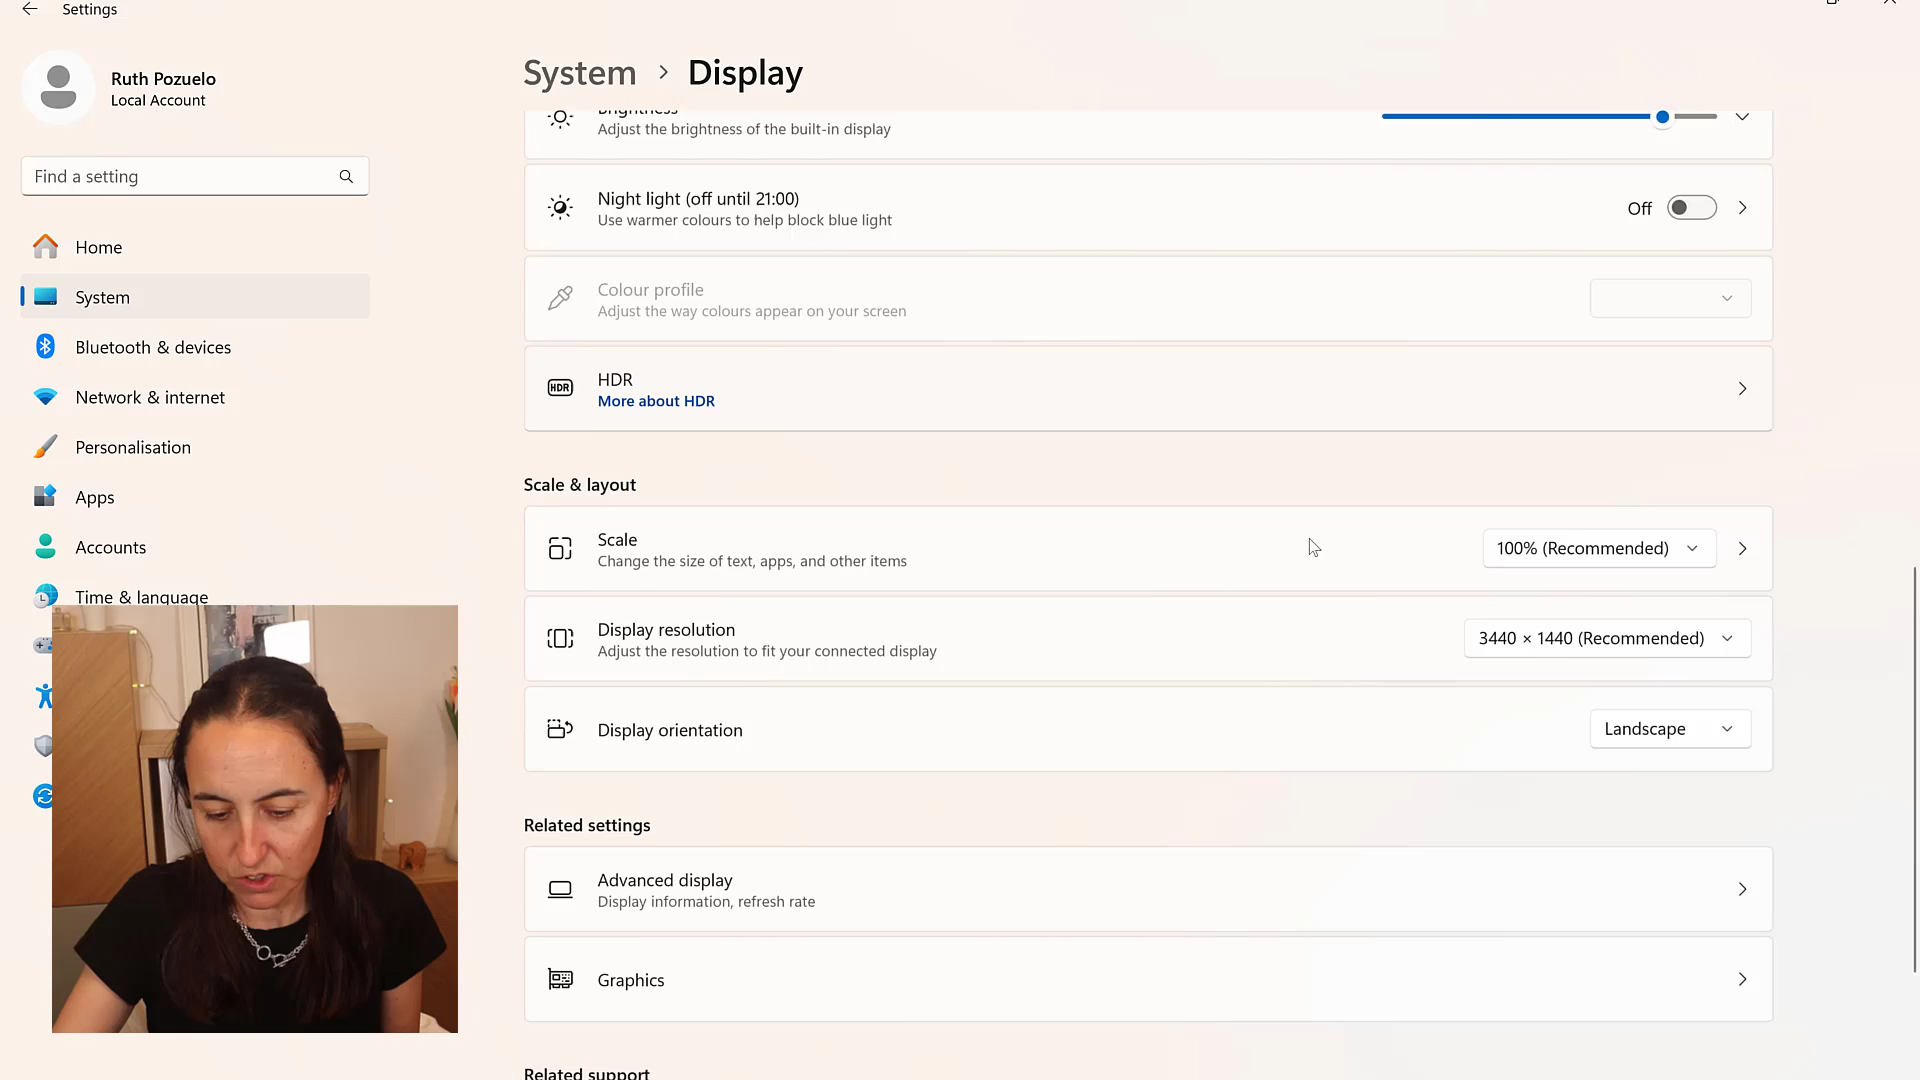 Settings
Ruth Pozuelo
Local Account
Find a setting
Home
System
Bluetooth & devices
Network & internet
Personalisation
Apps
Accounts
Time & language
System > Display
Brightness
Adjust the brightness of the built-in display
Night light (off until 21:00)
Use warmer colours to help block blue light
Off
Colour profile
Adjust the way colours appear on your screen
HDR
HDR
More about HDR
Scale & layout
Scale
Change the size of text, apps, and other items
100% (Recommended)
Display resolution
Adjust the resolution to fit your connected display
3440 × 1440 (Recommended)
Display orientation
Landscape
Related settings
Advanced display
Display information, refresh rate
Graphics
Related support